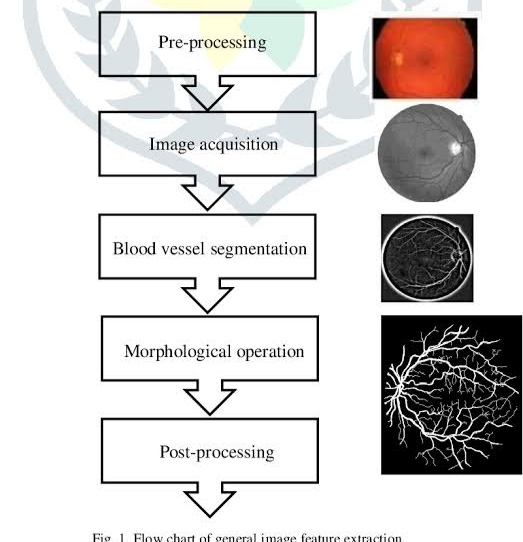 Pre-processing
Image acquisition
Blood vessel segmentation
Morphological operation
Post-processing
Fig. 1. Flow chart of general image feature extraction